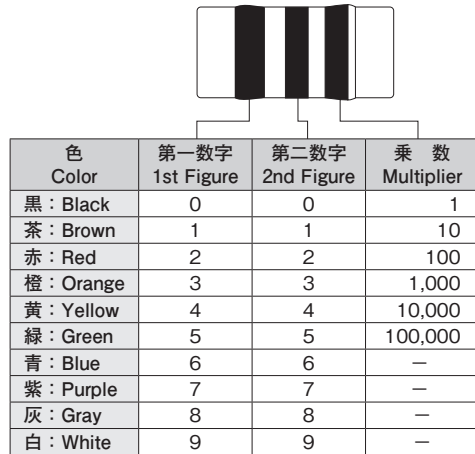 色 第一数字 第二数字 乗 数
Color 1st Figure 2nd Figure Multiplier
黒：Black 0 0 1
茶：Brown 1 1 10
赤：Red 2 2 100
橙：Orange 3 3 1,000
黄：Yellow 4 4 10,000
緑：Green 5 5 100,000
青：Blue 6 6 －
紫：Purple 7 7 －
灰：Gray 8 8 －
白：White 9 9 －